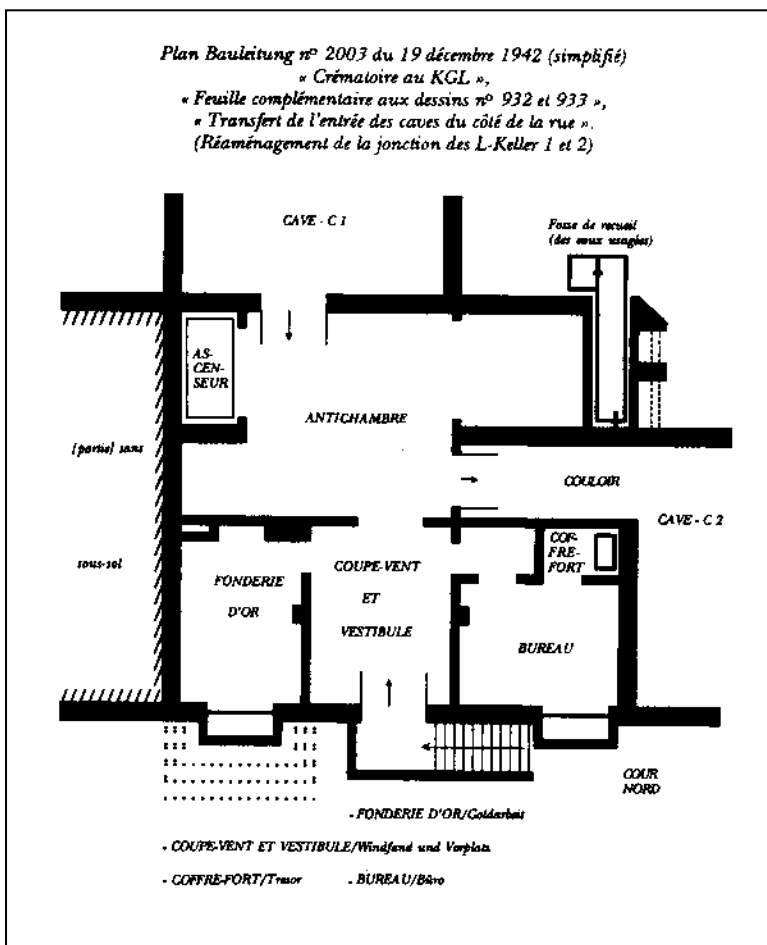 Plan Bauleitung nº 2003 du 19 décembre 1942 (simplifié)
« Crématoire au KGL »,
« Feuille complémentaire aux dessins nº 932 et 933 »,
« Transfert de l'entrée des caves du côté de la rue ».
(Réaménagement de la jonction des L-Keller 1 et 2)
CAVE - C 1
Fosse de recueil
(des eaux usagées)
AS-
CEN-
SEUR
ANTICHAMBRE
[partie] sans
COULOIR
CAVE - C 2
COF-
FRE-
FORT
sous-sol
FONDERIE
D'OR
COUPE-VENT
ET
VESTIBULE
BUREAU
COUR
NORD
- FONDERIE D'OR/Goldarbeit
- COUPE-VENT ET VESTIBULE/Windfand und Vorplatz
- COFFRE-FORT/Tresor - BUREAU/Büro